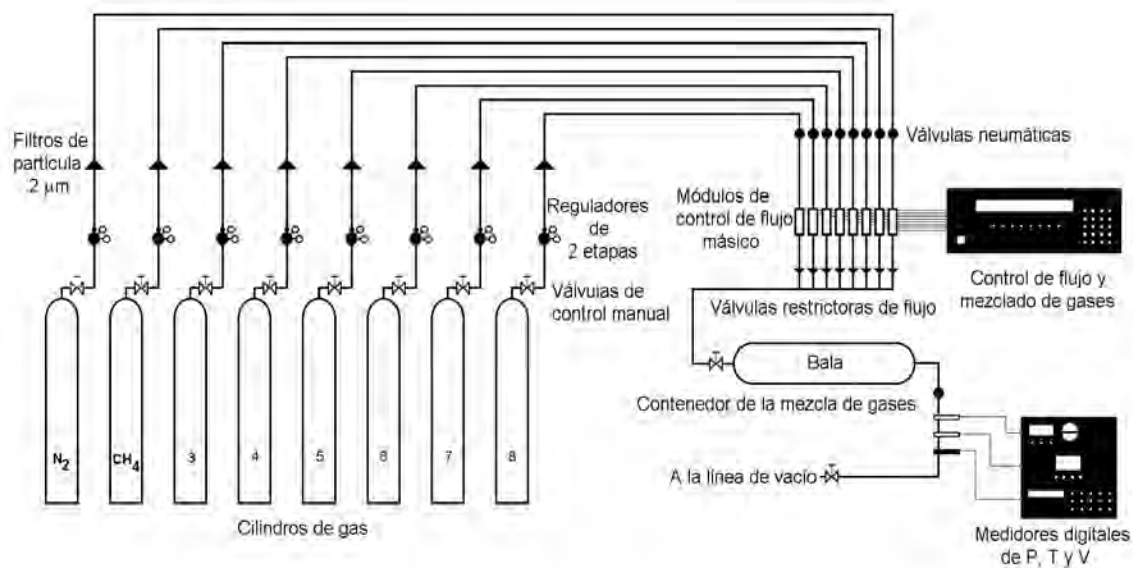 Filtros de
partícula
2 µm
Válvulas neumáticas
Módulos de
control de flujo
másico
Reguladores
de
2 etapas
Control de flujo y
mezclado de gases
Válvulas de
control manual
Válvulas restrictoras de flujo
Bala
Contenedor de la mezcla de gases
N2
CH4
3
4
5
6
7
8
A la línea de vacío
Cilindros de gas
Medidores digitales
de P, T y V